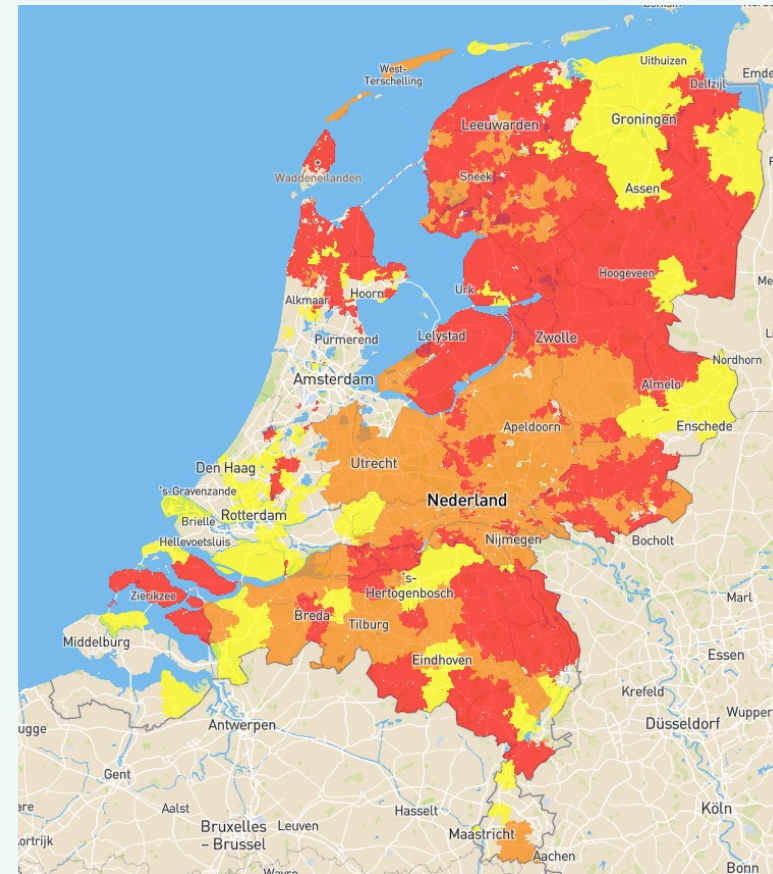 Uithuizen
Emde
West-
Terschelling
Delfzijl
Groningen
Leeuwarden
Waddeneilanden
Sneek
Assen
Hoogeveen
Urk
Hoorn
Alkmaar
Purmerend
Lelystad
Zwolle
Nordhorn
Amsterdam
Almelo
Apeldoorn
Enschede
Den Haag
Utrecht
's-Gravenzande
Nederland
Rotterdam
Brielle
Hellevoetsluis
Nijmegen
Bocholt
's-
Hertogenbosch
Zierikzee
Marl
Breda
Tilburg
Middelburg
Eindhoven
Essen
Krefeld
Wupper
Düsseldorf
ugge
Antwerpen
Gent
Köln
Aalst
Hasselt
are
Bruxelles
– Brussel
Leuven
Maastricht
ortrijk
Aachen
Bonn